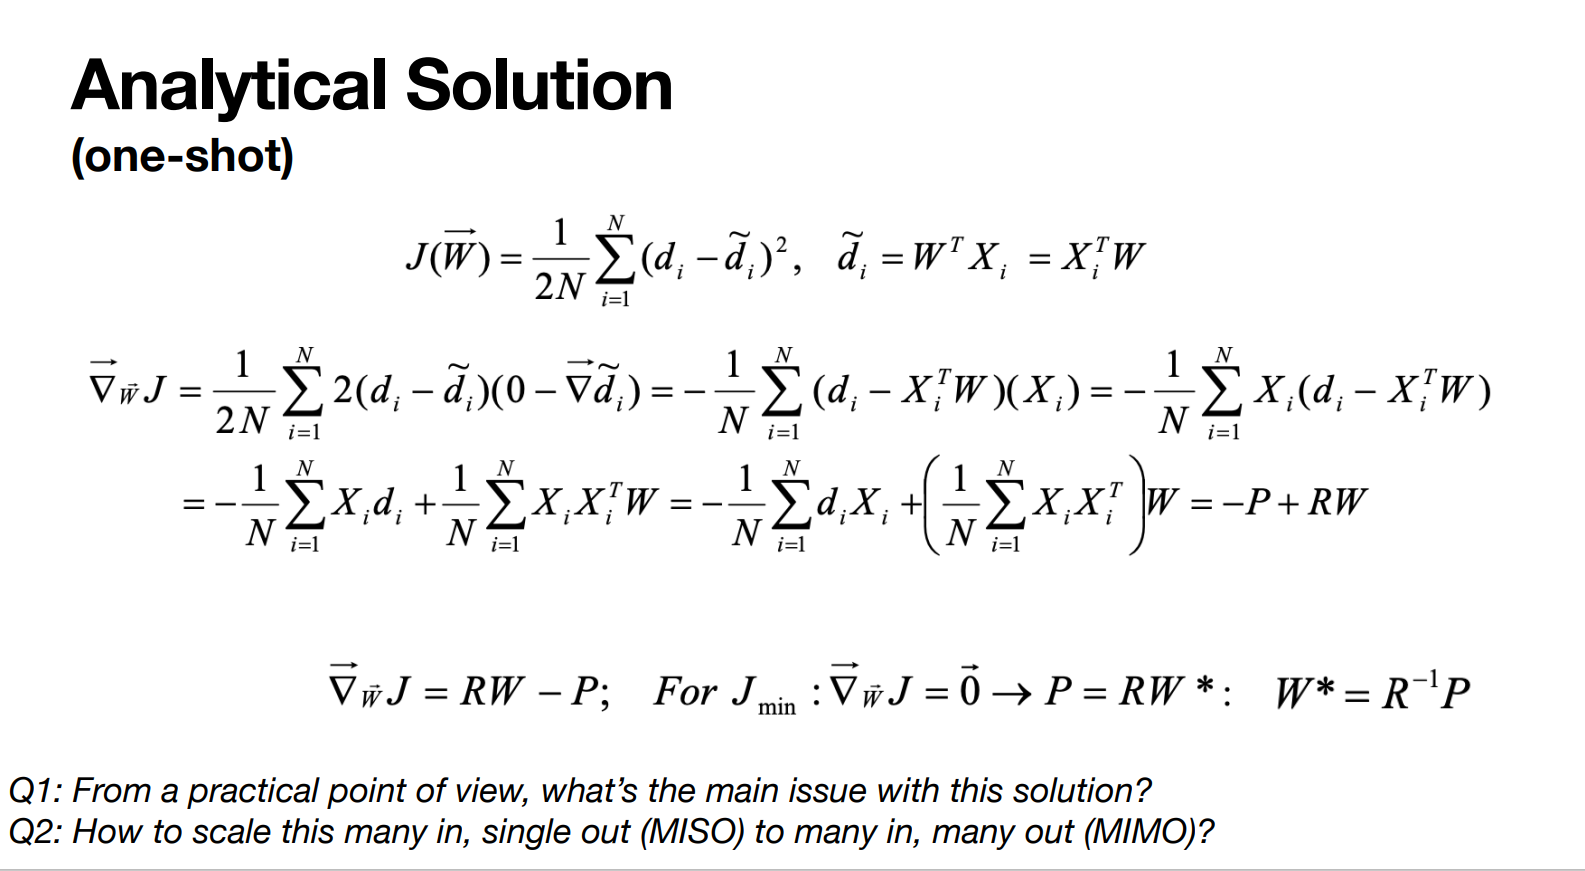 Analytical Solution
(one-shot)
$J(\overrightarrow{W}) = \frac{1}{2N}\sum_{i=1}^{N}(d_i - \tilde{d}_i)^2, \quad \tilde{d}_i = W^T X_i = X_i^T W$
$\overrightarrow{\nabla}_{\vec{W}} J = \frac{1}{2N}\sum_{i=1}^{N} 2(d_i - \tilde{d}_i)(0 - \overrightarrow{\nabla}\tilde{d}_i) = -\frac{1}{N}\sum_{i=1}^{N}(d_i - X_i^T W)(X_i) = -\frac{1}{N}\sum_{i=1}^{N} X_i(d_i - X_i^T W)$
$= -\frac{1}{N}\sum_{i=1}^{N} X_i d_i + \frac{1}{N}\sum_{i=1}^{N} X_i X_i^T W = -\frac{1}{N}\sum_{i=1}^{N} d_i X_i + \left(\frac{1}{N}\sum_{i=1}^{N} X_i X_i^T\right) W = -P + RW$
$\overrightarrow{\nabla}_{\vec{W}} J = RW - P; \quad For\ J_{\min} : \overrightarrow{\nabla}_{\vec{W}} J = \vec{0} \rightarrow P = RW* : \quad W* = R^{-1}P$
Q1: From a practical point of view, what's the main issue with this solution?
Q2: How to scale this many in, single out (MISO) to many in, many out (MIMO)?